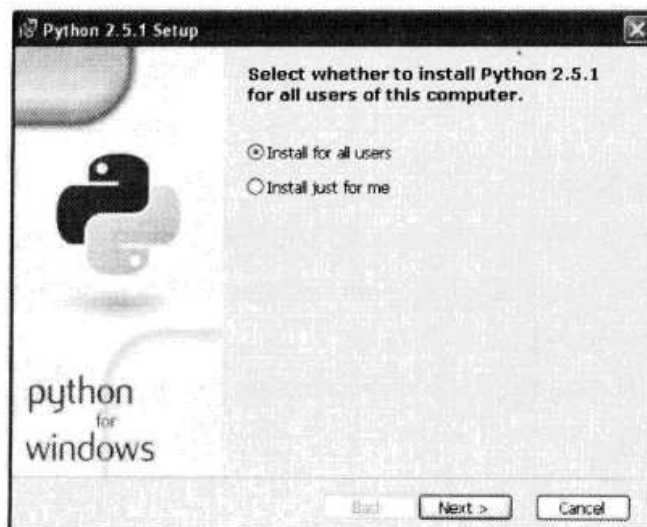 Python 2.5.1 Setup
Select whether to install Python 2.5.1
for all users of this computer.
Install for all users
Install just for me
python
for
windows
Back
Next >
Cancel